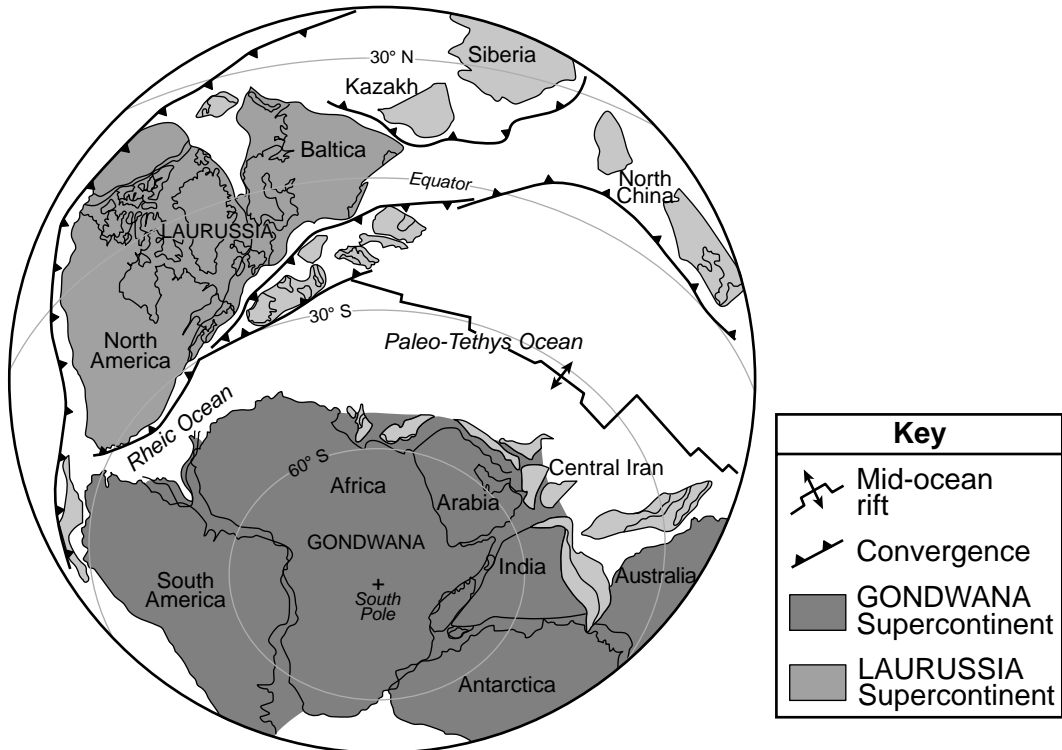 Siberia
30° N
Kazakh
Baltica
North
China
Equator
LAURUSSIA
30° S
North
America
Paleo-Tethys Ocean
Rheic Ocean
60° S
Africa
Central Iran
Arabia
GONDWANA
India
South
America
Australia
+
South
Pole
Antarctica
Key
Mid-ocean
rift
Convergence
GONDWANA
Supercontinent
LAURUSSIA
Supercontinent